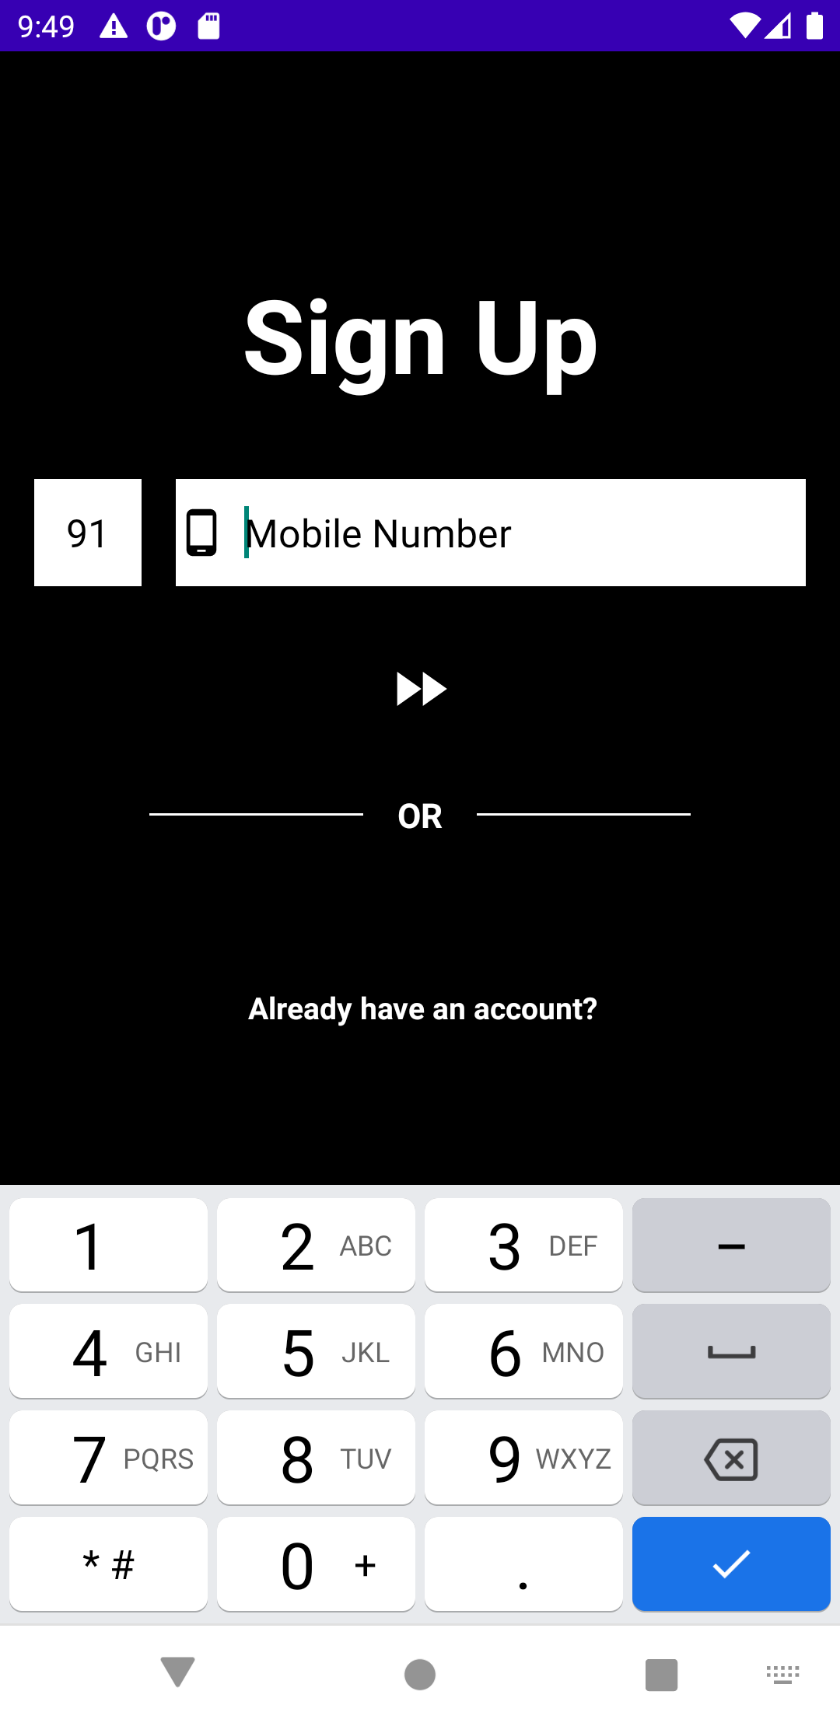 9:49
Sign Up
91
Mobile Number
OR
Already have an account?
1
2 ABC
3 DEF
–
4 GHI
5 JKL
6 MNO
7 PQRS
8 TUV
9 WXYZ
* #
0 +
.